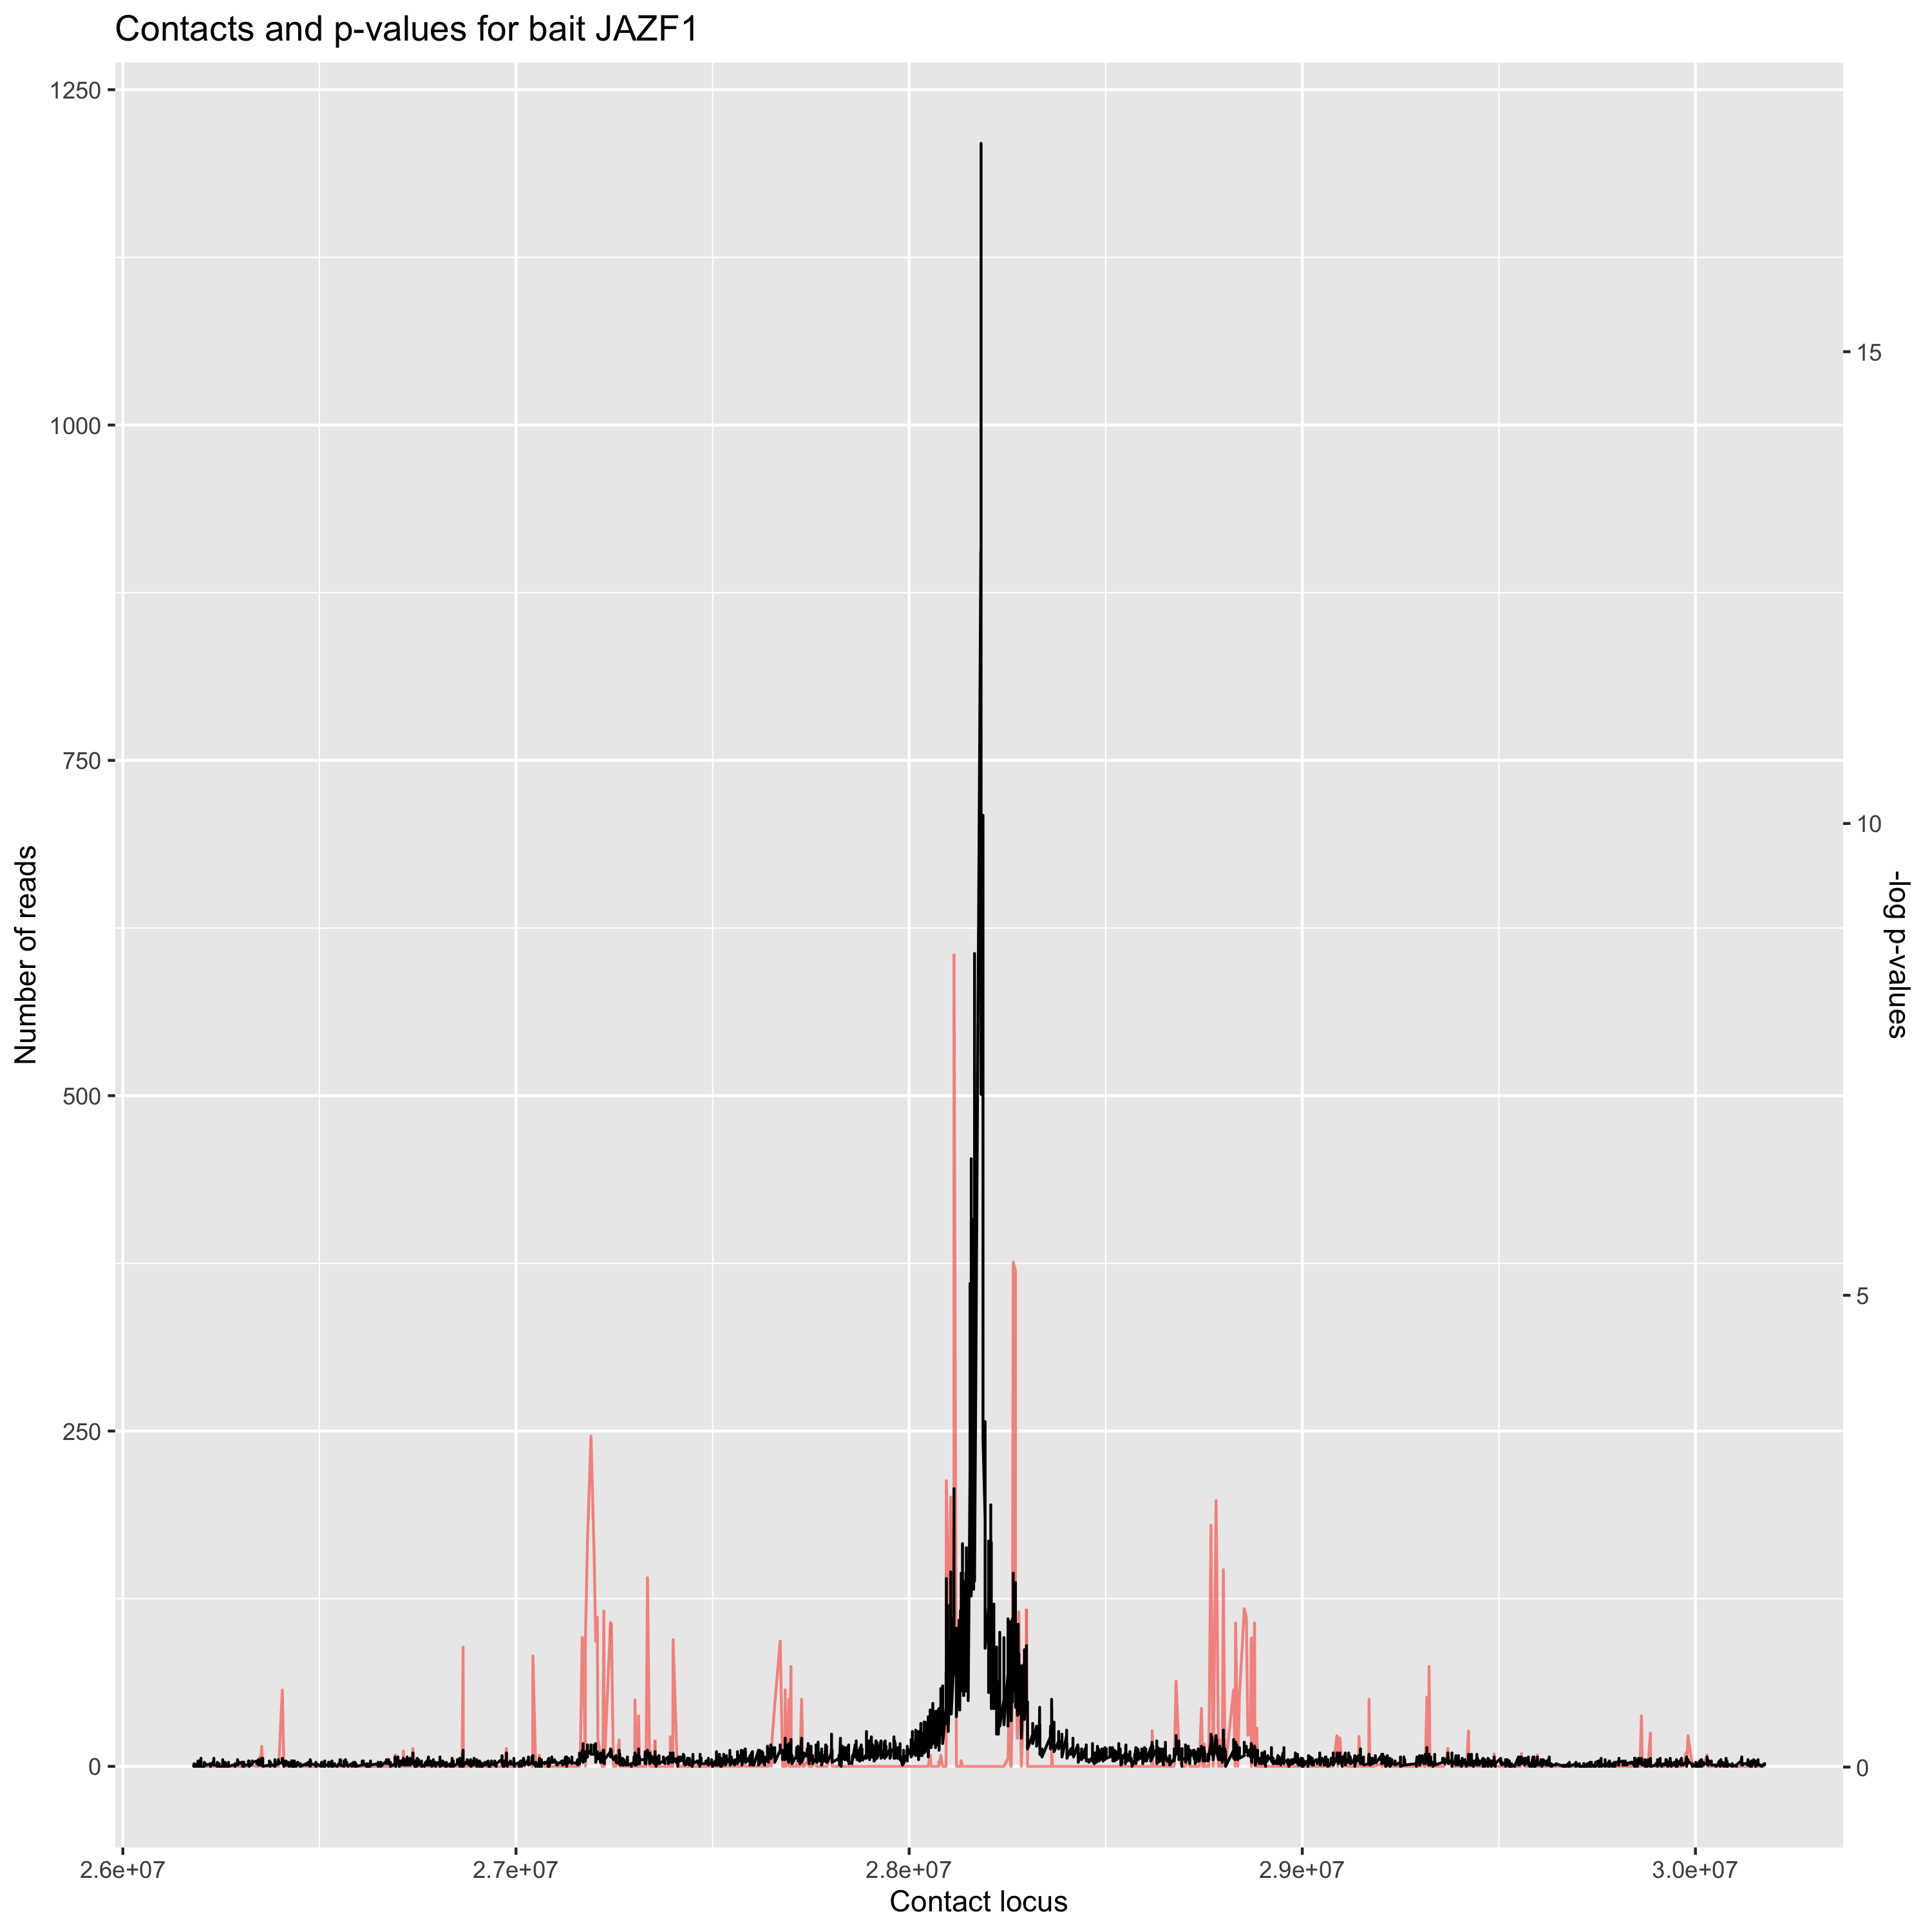 Contacts and p-values for bait JAZF1
1250
1000
750
500
250
0
Number of reads
15
10
5
0
-log p-values
2.6e+07
2.7e+07
2.8e+07
2.9e+07
3.0e+07
Contact locus